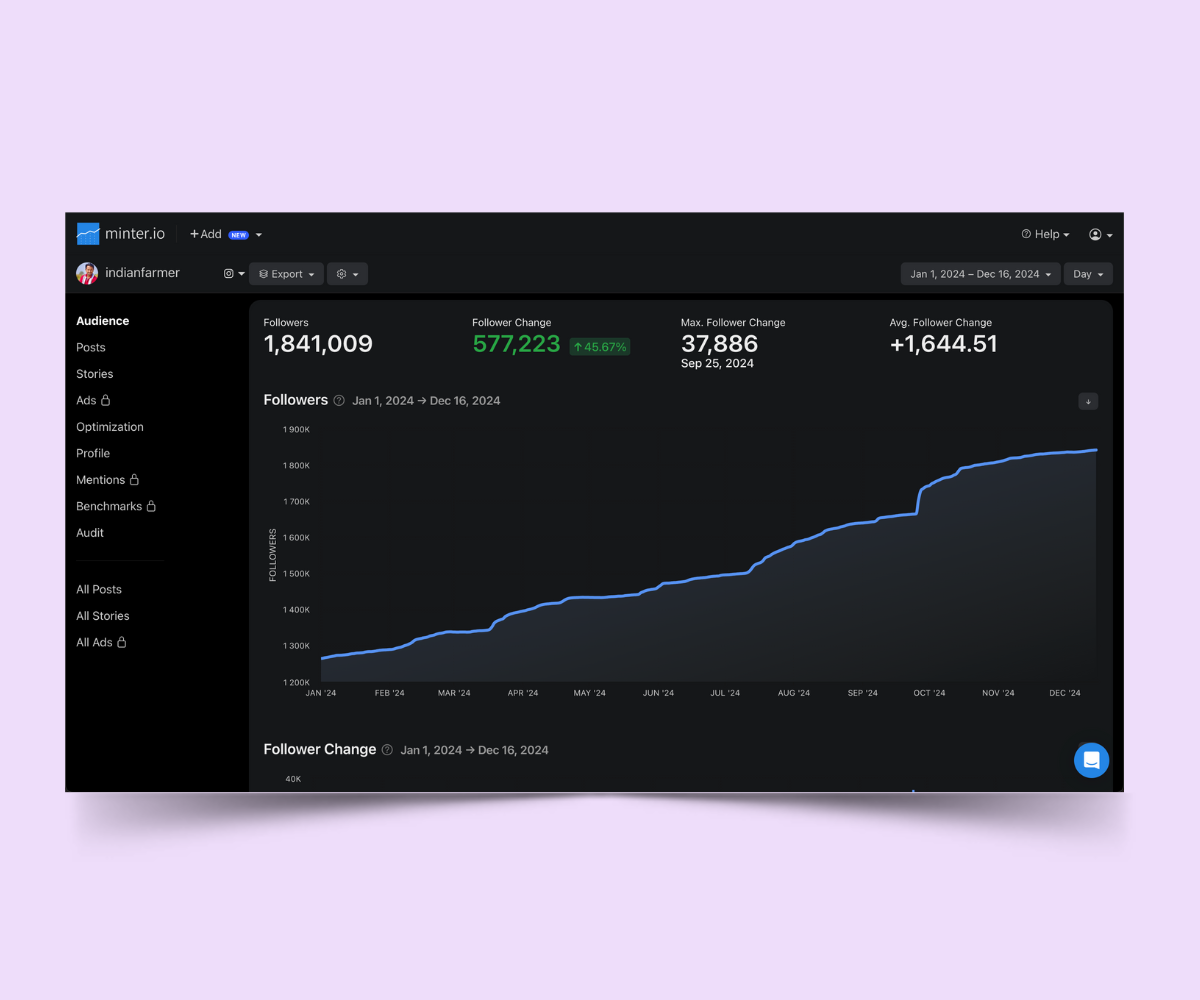 minter.io
+Add NEW
Help
indianfarmer
Export
Jan 1, 2024 – Dec 16, 2024
Day
Audience
Posts
Stories
Ads
Optimization
Profile
Mentions
Benchmarks
Audit
All Posts
All Stories
All Ads
Followers
1,841,009
Follower Change
577,223 ↑45.67%
Max. Follower Change
37,886
Sep 25, 2024
Avg. Follower Change
+1,644.51
Followers ? Jan 1, 2024 → Dec 16, 2024
1 900K
1 800K
1 700K
1 600K
1 500K
1 400K
1 300K
1 200K
FOLLOWERS
JAN '24 FEB '24 MAR '24 APR '24 MAY '24 JUN '24 JUL '24 AUG '24 SEP '24 OCT '24 NOV '24 DEC '24
Follower Change ? Jan 1, 2024 → Dec 16, 2024
40K